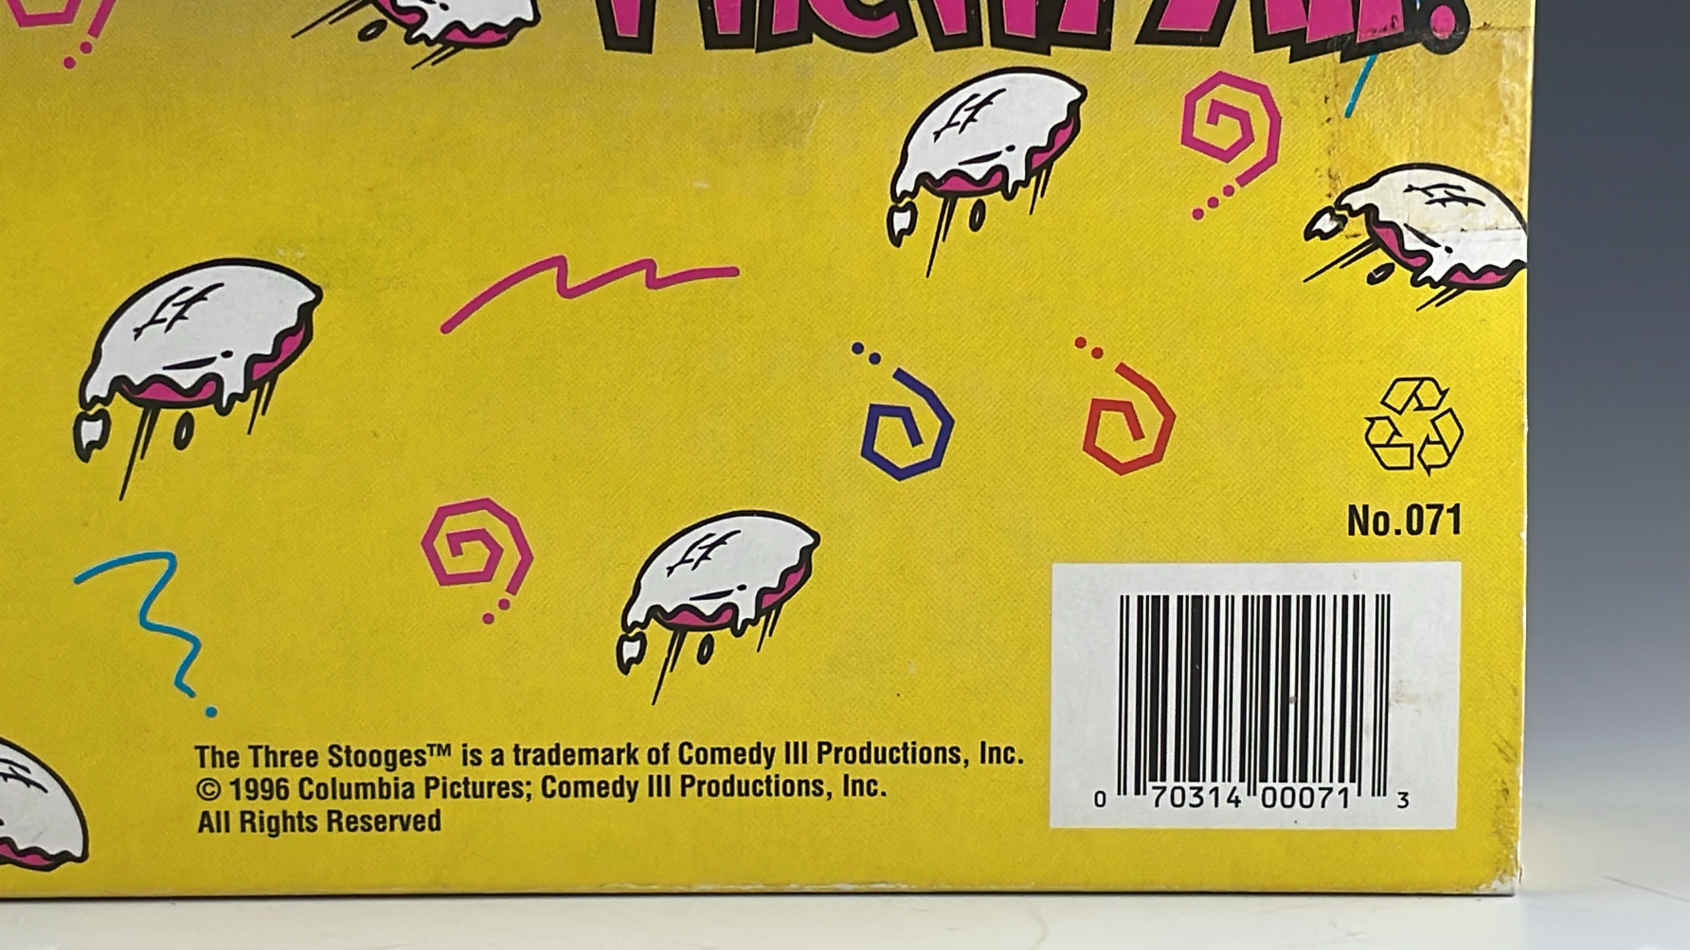 No.071
The Three Stooges™ is a trademark of Comedy III Productions, Inc.
© 1996 Columbia Pictures; Comedy III Productions, Inc.
All Rights Reserved
0 70314 00071 3